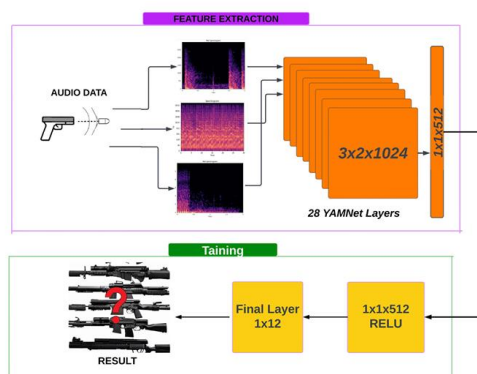 FEATURE EXTRACTION
AUDIO DATA
3x2x1024
1x1x512
28 YAMNet Layers
Taining
Final Layer
1x12
1x1x512
RELU
?
RESULT